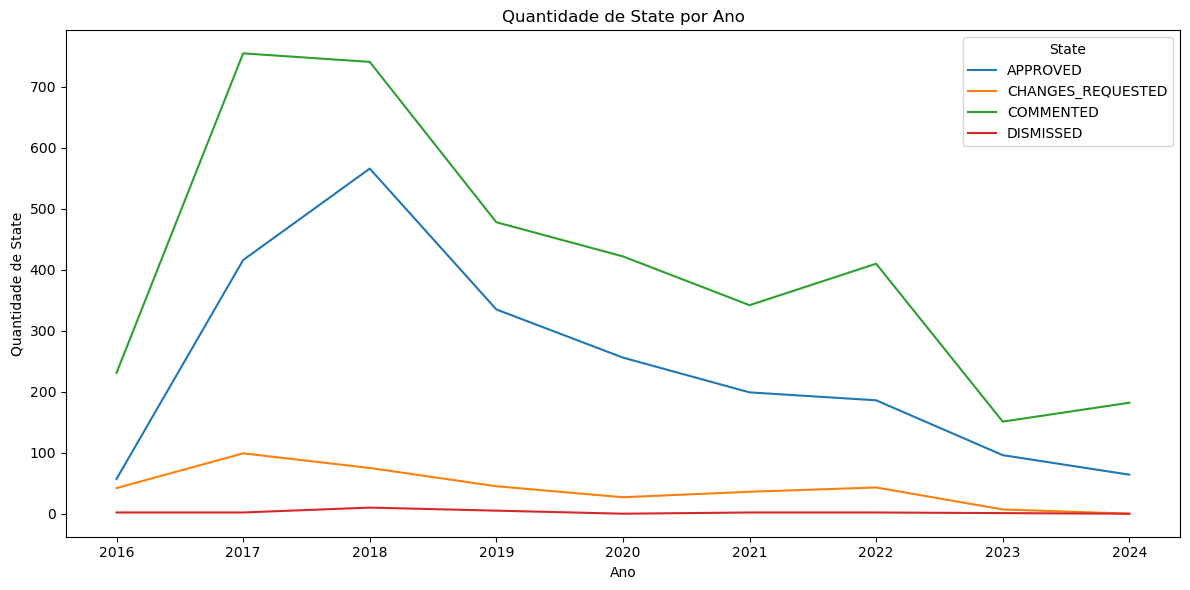 Quantidade de State por Ano
State
APPROVED
CHANGES_REQUESTED
COMMENTED
DISMISSED
Quantidade de State
700
600
500
400
300
200
100
0
2016 2017 2018 2019 2020 2021 2022 2023 2024
Ano